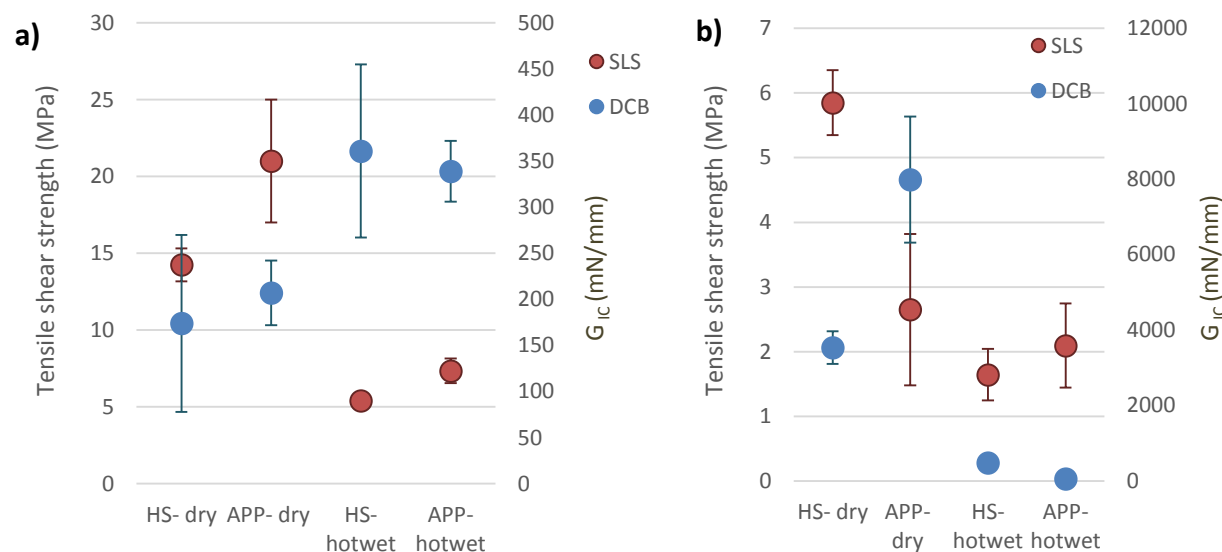 a)
Tensile shear strength (MPa)
30
25
20
15
10
5
0
500
450
400
350
300
250
200
150
100
50
0
G IC (mN/mm)
SLS
DCB
HS- dry
APP- dry
HS-
hotwet
APP-
hotwet
b)
Tensile shear strength (MPa)
7
6
5
4
3
2
1
0
12000
10000
8000
6000
4000
2000
0
G IC (mN/mm)
SLS
DCB
HS- dry
APP-
dry
HS-
hotwet
APP-
hotwet